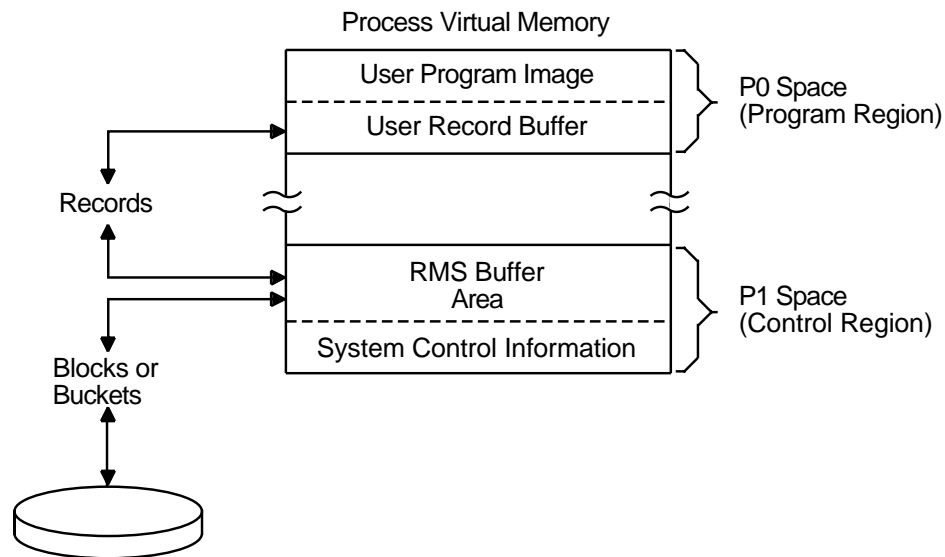 Process Virtual Memory
User Program Image
P0 Space
(Program Region)
User Record Buffer
Records
RMS Buffer
Area
P1 Space
(Control Region)
System Control Information
Blocks or
Buckets